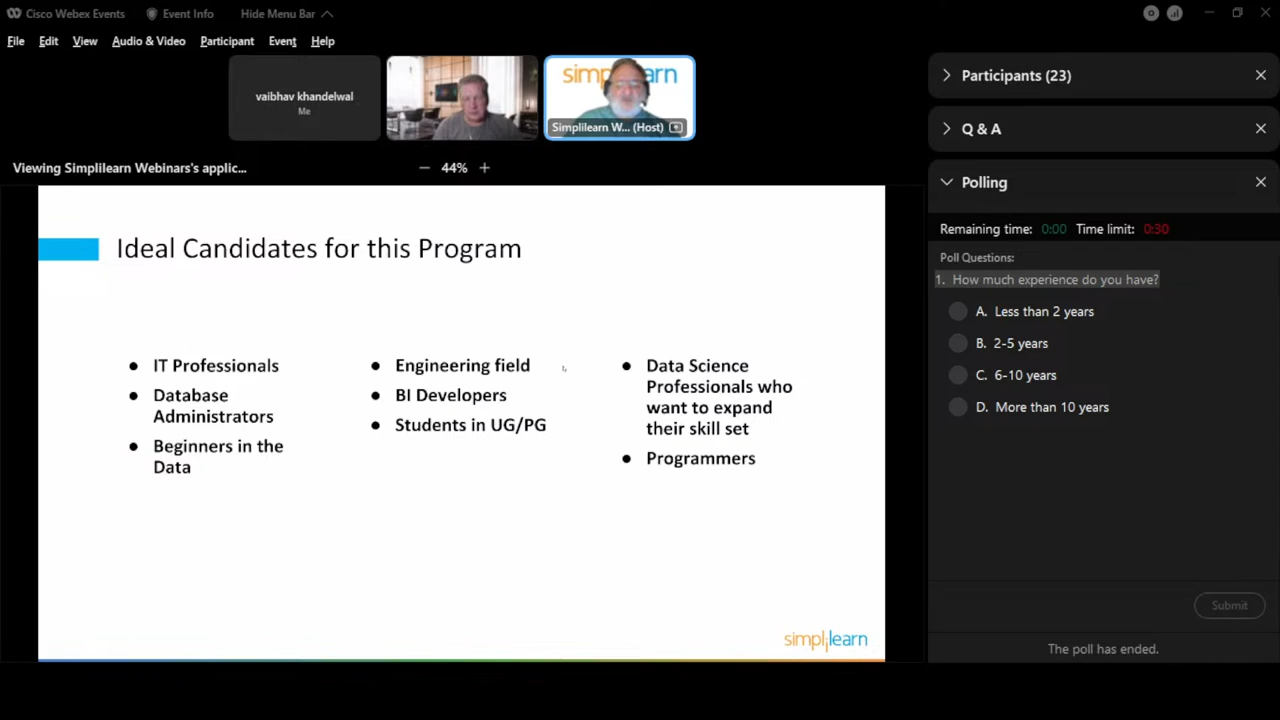 Cisco Webex Events
Event Info
Hide Menu Bar
File Edit View Audio & Video Participant Event Help
vaibhav khandelwal
Me
Simplilearn W... (Host)
Viewing Simplilearn Webinars's applic...
44%
Ideal Candidates for this Program
• IT Professionals
• Database
Administrators
• Beginners in the
Data
• Engineering field
• BI Developers
• Students in UG/PG
• Data Science
Professionals who
want to expand
their skill set
• Programmers
simplilearn
Participants (23)
Q & A
Polling
Remaining time: 0:00 Time limit: 0:30
Poll Questions:
1. How much experience do you have?
A. Less than 2 years
B. 2-5 years
C. 6-10 years
D. More than 10 years
Submit
The poll has ended.